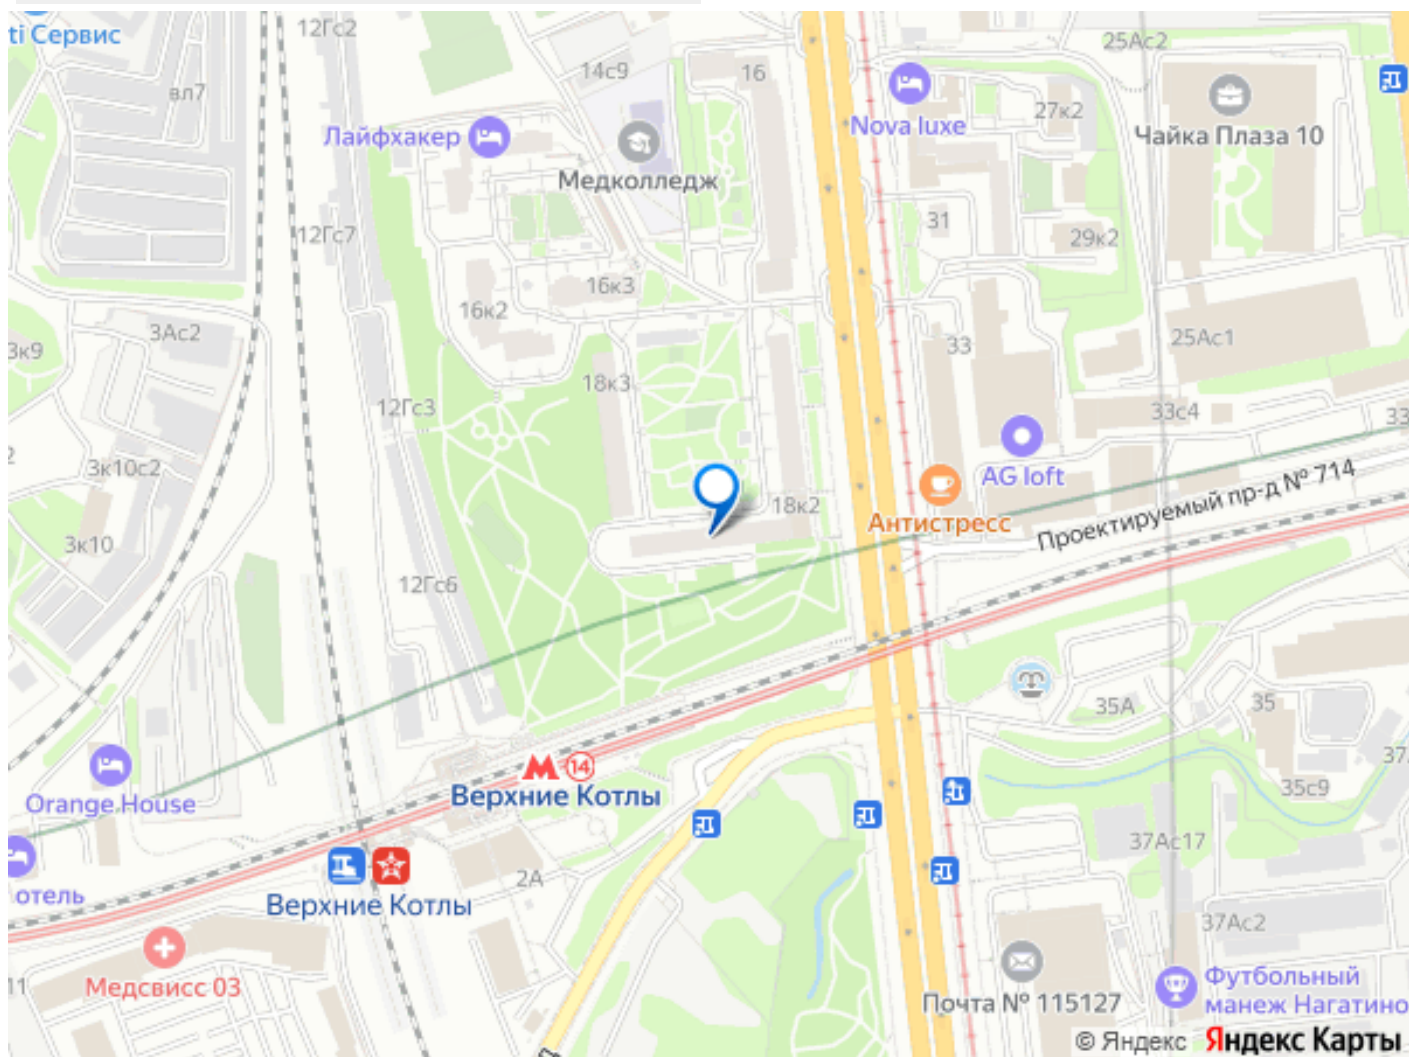 ti Сервис
12Гс2
25Ас2
14с9
16
вл7
27к2
Nova luxe
Чайка Плаза 10
Лайфхакер
Медколледж
31
12Гс7
29к2
16к3
16к2
3Ас2
3к9
33
25Ас1
18к3
12Гс3
33с4
33
3к10с2
AG loft
18к2
Антистресс
Проектируемый пр-д № 714
3к10
12Гс6
35А
35
37
14
Верхние Котлы
Orange House
35с9
37Ас17
2А
отель
Верхние Котлы
37Ас2
Медсвисс 03
11
Почта № 115127
Футбольный
манеж Нагатино
© Яндекс Яндекс Карты